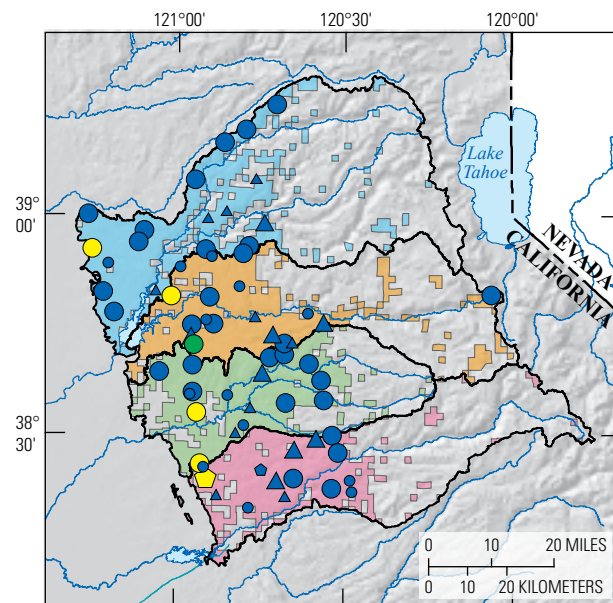 121°00'
120°30'
120°00'
Lake
Tahoe
39°
00'
NEVADA
CALIFORNIA
38°
30'
0 10 20 MILES
0 10 20 KILOMETERS